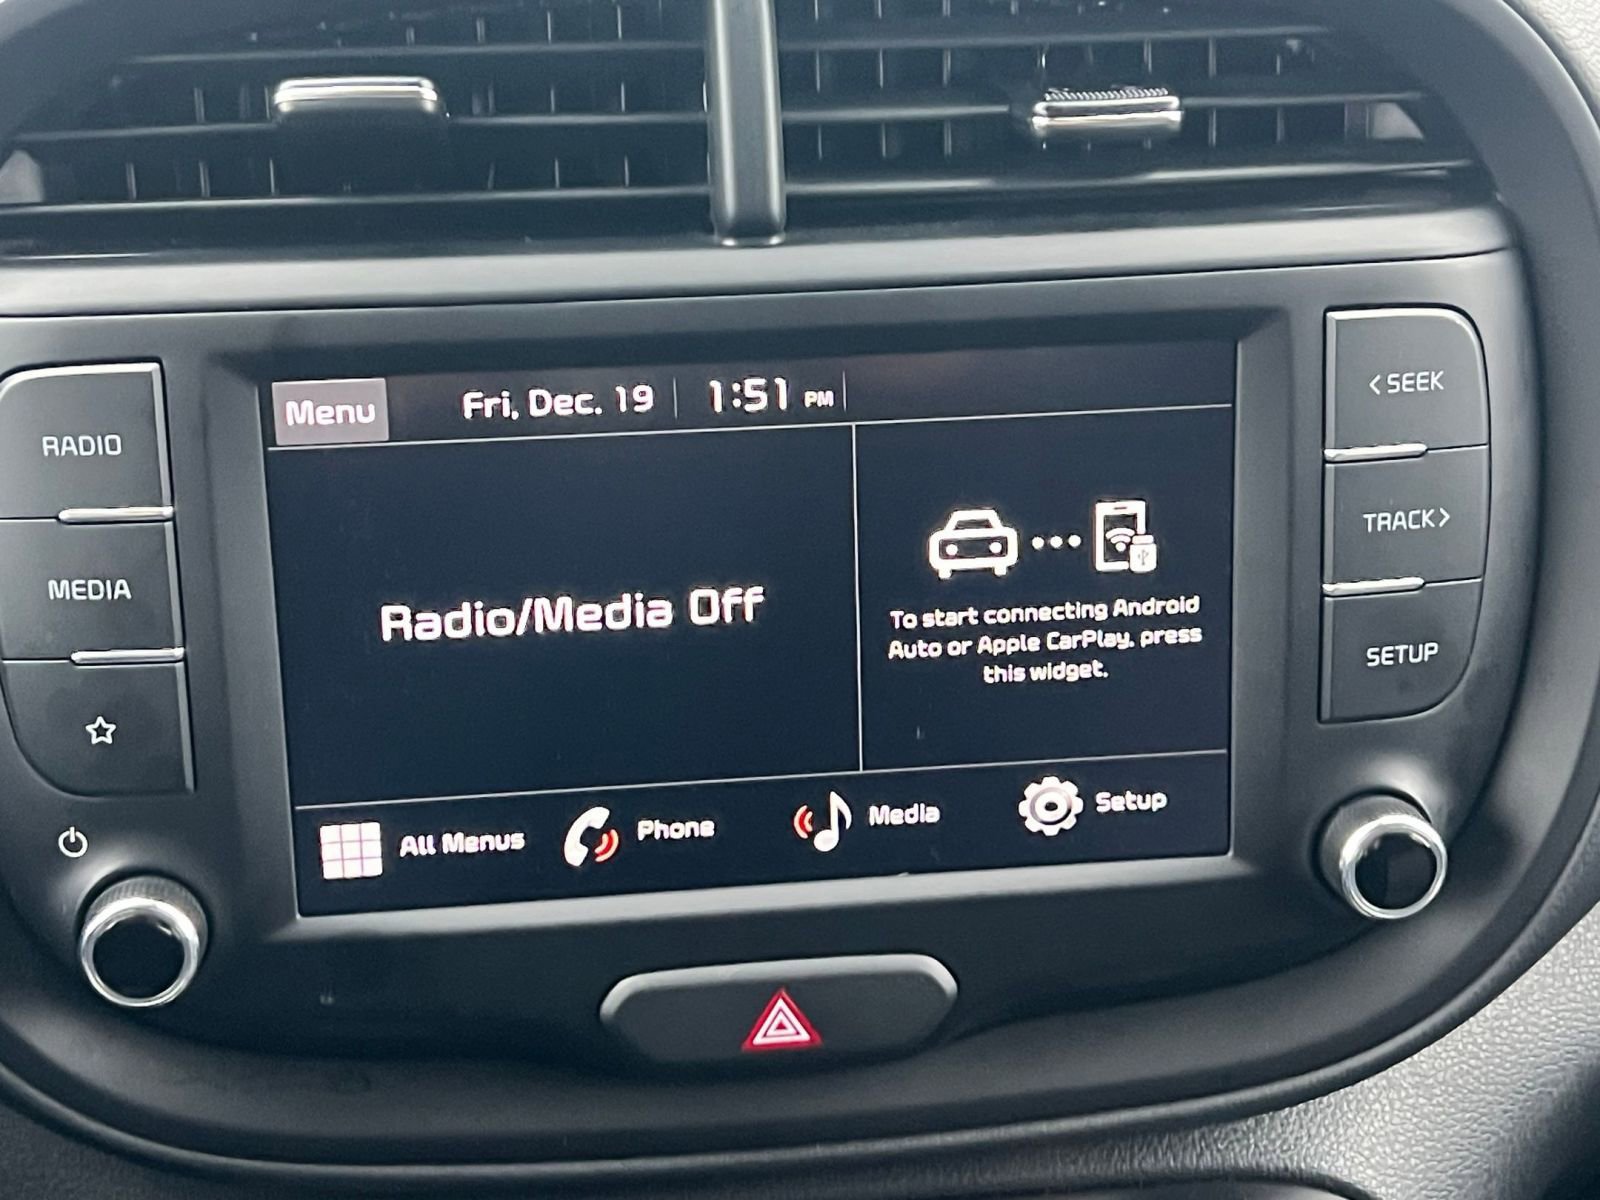 Menu
Fri, Dec. 19
1:51 PM
RADIO
MEDIA
Radio/Media Off
To start connecting Android
Auto or Apple CarPlay, press
this widget.
All Menus
Phone
Media
Setup
< SEEK
TRACK >
SETUP